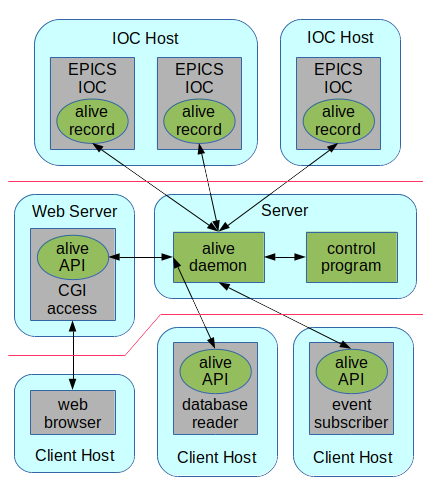 IOC Host
EPICS
IOC
alive
record
EPICS
IOC
alive
record
IOC Host
EPICS
IOC
alive
record
Web Server
alive
API
CGI
access
Server
alive
daemon
control
program
web
browser
Client Host
alive
API
database
reader
Client Host
alive
API
event
subscriber
Client Host